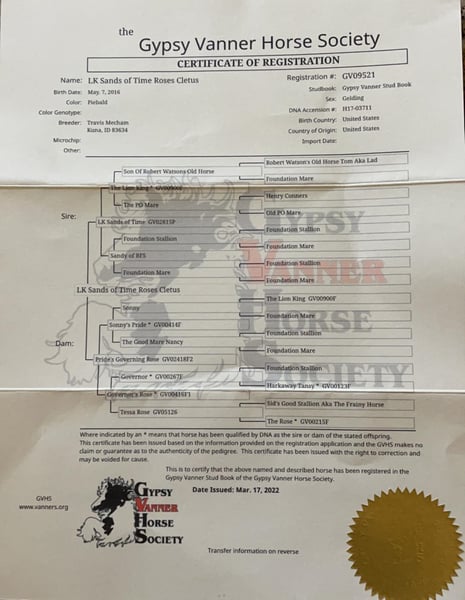 the
Gypsy Vanner Horse Society
CERTIFICATE OF REGISTRATION
Name: LK Sands of Time Roses Cletus
Registration #: GV09521
Birth Date: May. 7, 2016
Studbook: Gypsy Vanner Stud Book
Color: Piebald
Sex: Gelding
Color Genotype:
DNA Accession #: H17-03711
Breeder: Travis Mecham
Birth Country: United States
Kuna, ID 83634
Country of Origin: United States
Microchip:
Import Date:
Other:
Robert Watson's Old Horse Tom Aka Lad
Son Of Robert Watsons Old Horse
Foundation Mare
The Lion King * GV00900F
Henry Conners
The PD Mare
Old PO Mare
Sire:
LK Sands of Time GV02815P
Foundation Stallion
Foundation Stallion
Foundation Mare
Sandy of BFS
Foundation Stallion
Foundation Mare
Foundation Mare
LK Sands of Time Roses Cletus
The Lion King GV00900F
Sonny
Foundation Mare
Sonny's Pride * GV00414F
Foundation Stallion
The Good Mare Nancy
Foundation Mare
Dam:
Pride's Governing Rose GV02418F2
Foundation Stallion
Governor * GV00267F
Harkaway Tansy * GV00123F
Governor's Rose * GV00416F1
Sid's Good Stallion Aka The Frainy Horse
Tessa Rose GV05126
The Rose * GV00215F
GYPSY
VANNER
HORSE
SOCIETY
Where indicated by an * means that horse has been qualified by DNA as the sire or dam of the stated offspring.
This certificate has been issued based on the information provided on the registration application and the GVHS makes no
claim or guarantee as to the authenticity of the pedigree. This certificate has been issued with the right to correction and
may be voided for cause.
This is to certify that the above named and described horse has been registered in the
Gypsy Vanner Stud Book of the Gypsy Vanner Horse Society.
Date Issued: Mar. 17, 2022
GVHS
www.vanners.org
GYPSY
VANNER
HORSE
SOCIETY
Transfer information on reverse